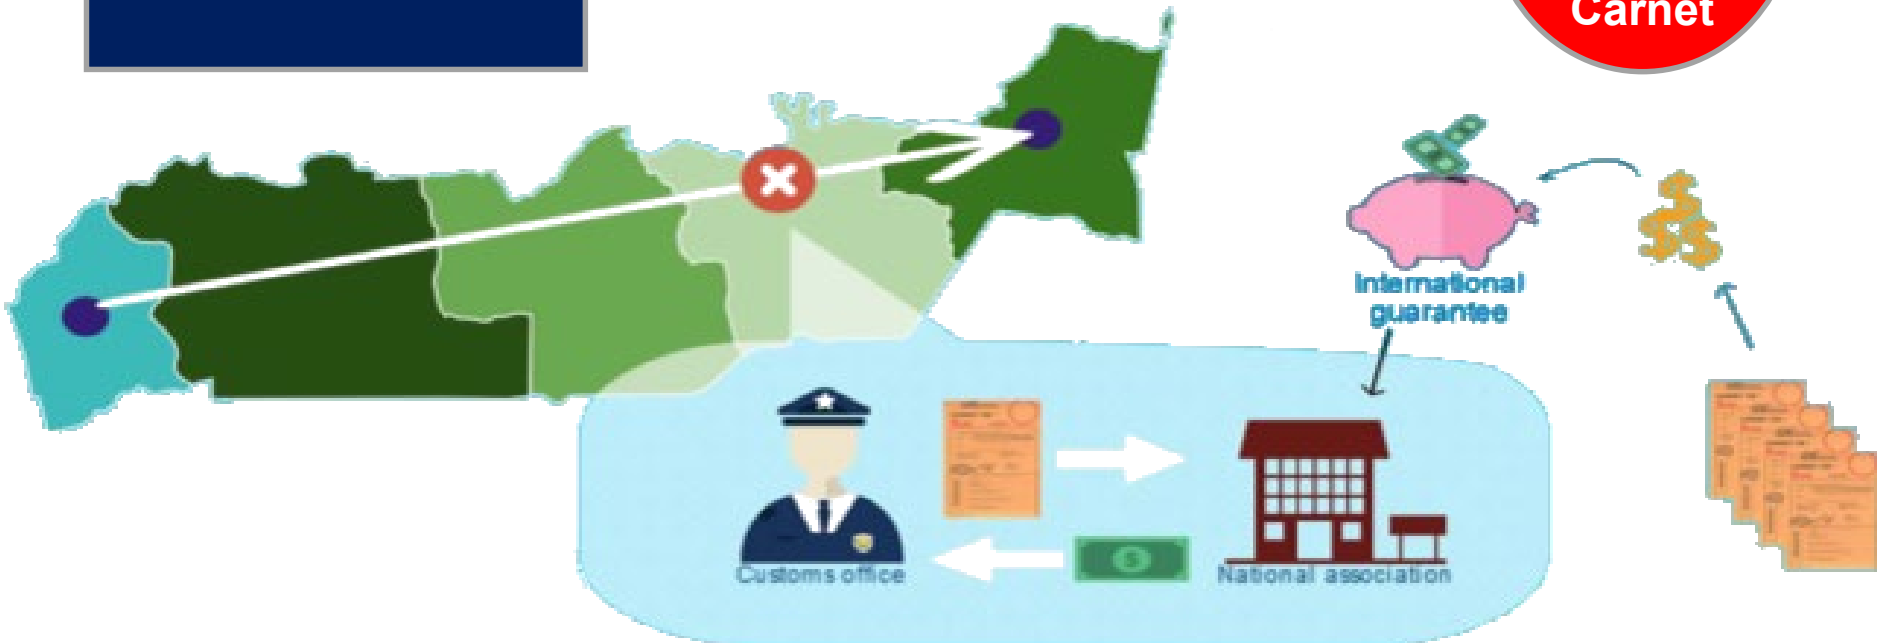 Carnet
International
guarantee
Customs office
National association